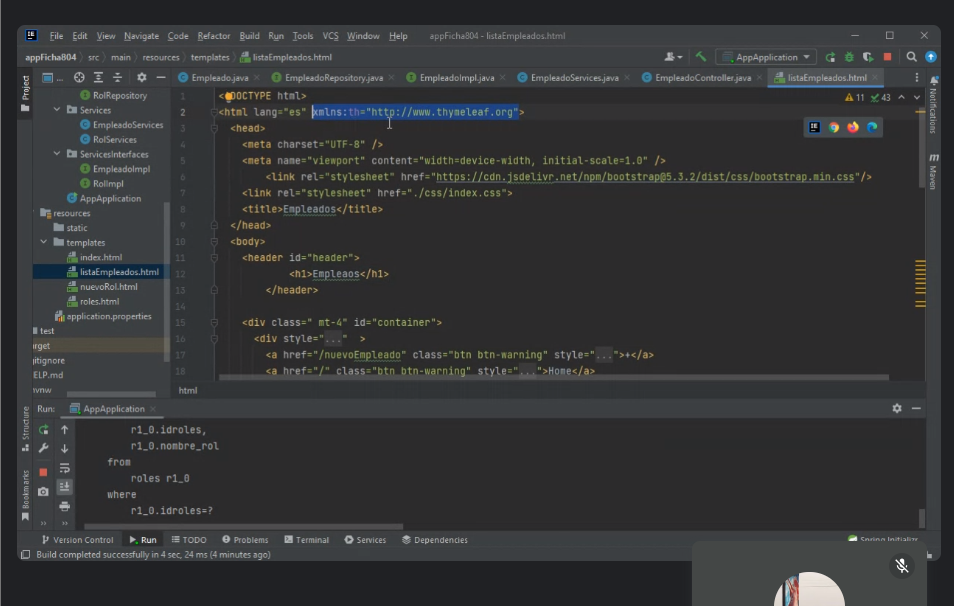 File Edit View Navigate Code Refactor Build Run Tools VCS Window Help appFicha804 - listaEmpleados.html
appFicha804 src main resources templates listaEmpleados.html AppApplication
Project
Empleado.java EmpleadoRepository.java EmpleadoImpl.java EmpleadoServices.java EmpleadoController.java listaEmpleados.html
RolRepository
Services
EmpleadoServices
RolServices
ServicesInterfaces
EmpleadoImpl
RolImpl
AppApplication
resources
static
templates
index.html
listaEmpleados.html
nuevoRol.html
roles.html
application.properties
test
rget
gitignore
ELP.md
nvnw
11 43
1 <!DOCTYPE html>
2 <html lang="es" xmlns:th="http://www.thymeleaf.org">
3 <head>
4 <meta charset="UTF-8" />
5 <meta name="viewport" content="width=device-width, initial-scale=1.0" />
6 <link rel="stylesheet" href="https://cdn.jsdelivr.net/npm/bootstrap@5.3.2/dist/css/bootstrap.min.css"/>
7 <link rel="stylesheet" href="./css/index.css">
8 <title>Empleados</title>
9 </head>
10 <body>
11 <header id="header">
12 <h1>Empleaos</h1>
13 </header>
14
15 <div class=" mt-4" id="container">
16 <div style="..." >
17 <a href="/nuevoEmpleado" class="btn btn-warning" style="...">+</a>
18 <a href="/" class="btn btn-warning" style="...">Home</a>
html
Notifications
Maven
Run: AppApplication
Structure
Bookmarks
r1_0.idroles,
r1_0.nombre_rol
from
roles r1_0
where
r1_0.idroles=?
Version Control Run TODO Problems Terminal Services Dependencies
Build completed successfully in 4 sec, 24 ms (4 minutes ago)